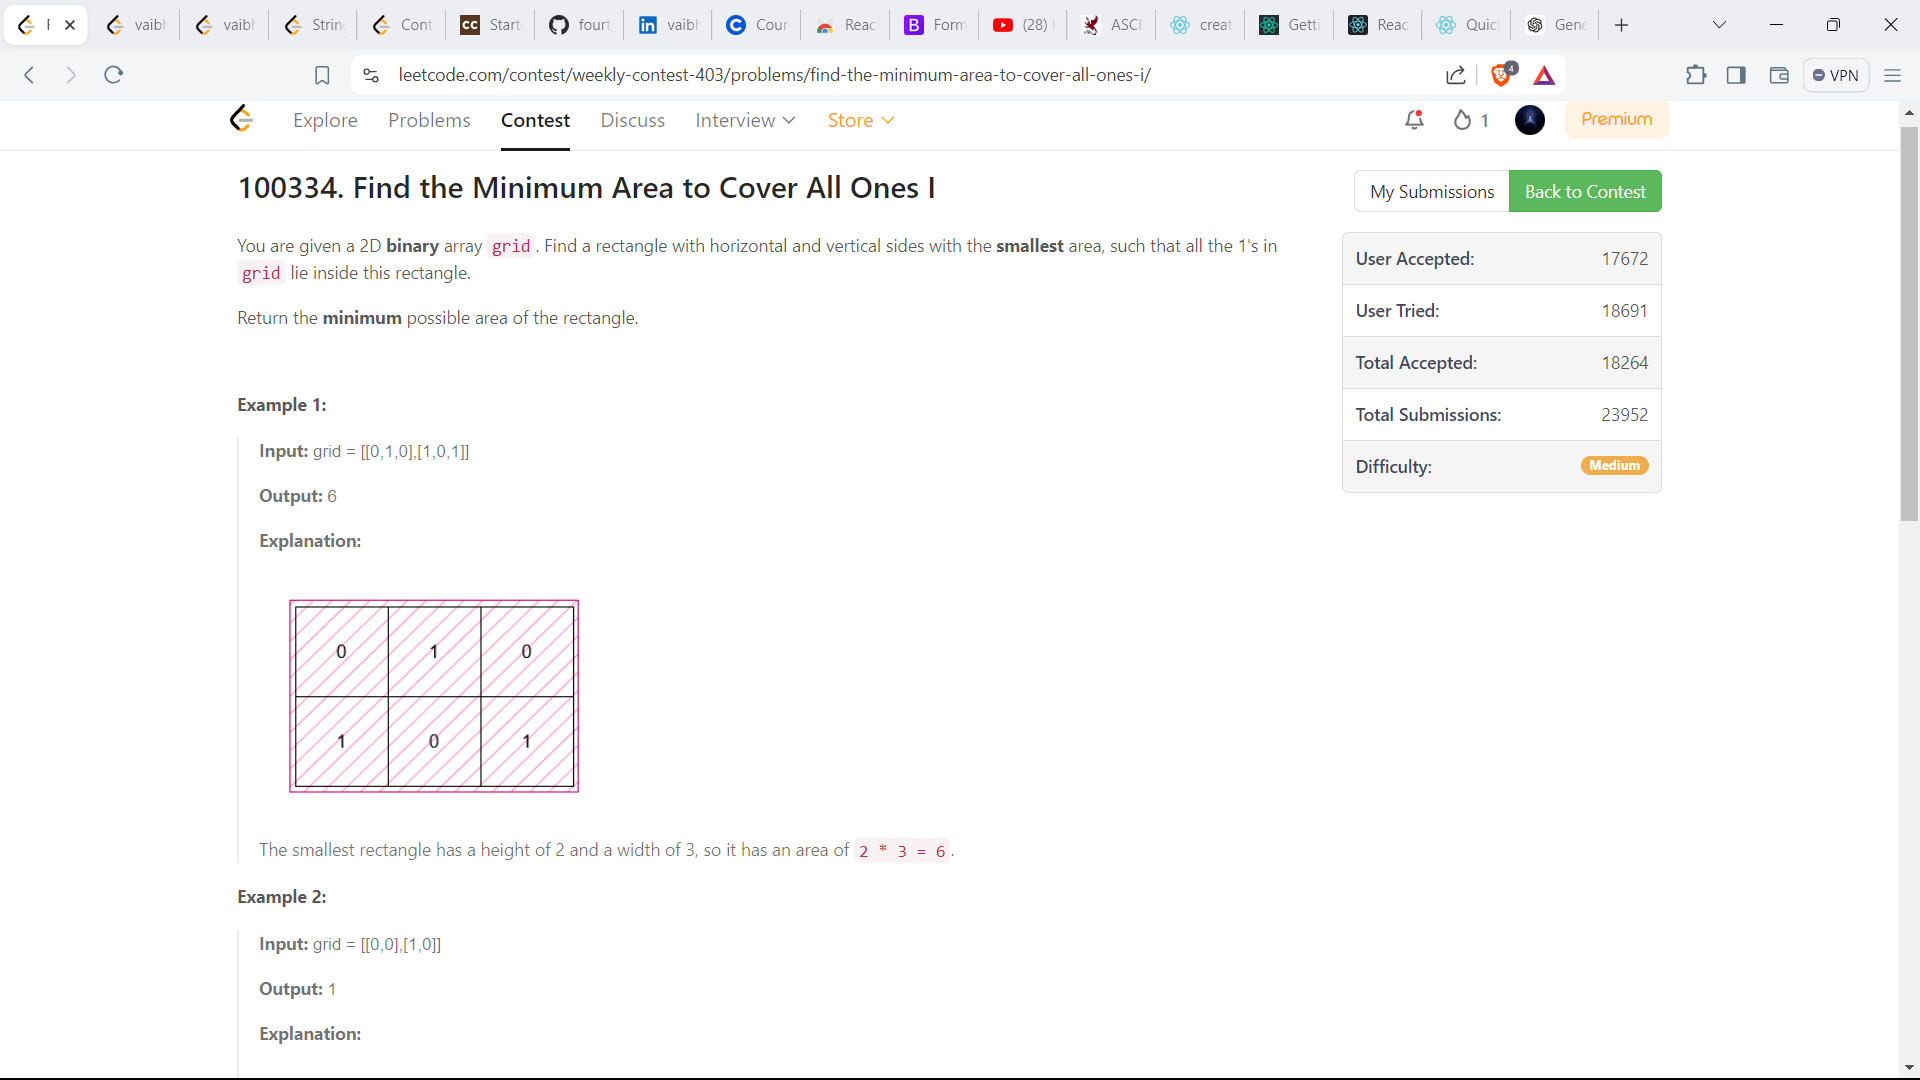 F
vaibh
vaibh
String
Cont
CC Start
fourt
in vaibh
Cour
Reac
B Form
(28) F
ASCI
creat
Getti
Reac
Quic
Gene
leetcode.com/contest/weekly-contest-403/problems/find-the-minimum-area-to-cover-all-ones-i/
4
VPN
Explore Problems Contest Discuss Interview Store 1 Premium
100334. Find the Minimum Area to Cover All Ones I
My Submissions Back to Contest
You are given a 2D binary array grid. Find a rectangle with horizontal and vertical sides with the smallest area, such that all the 1's in
grid lie inside this rectangle.
Return the minimum possible area of the rectangle.
User Accepted: 17672
User Tried: 18691
Total Accepted: 18264
Total Submissions: 23952
Difficulty: Medium
Example 1:
Input: grid = [[0,1,0],[1,0,1]]
Output: 6
Explanation:
0 1 0
1 0 1
The smallest rectangle has a height of 2 and a width of 3, so it has an area of 2 * 3 = 6.
Example 2:
Input: grid = [[0,0],[1,0]]
Output: 1
Explanation: